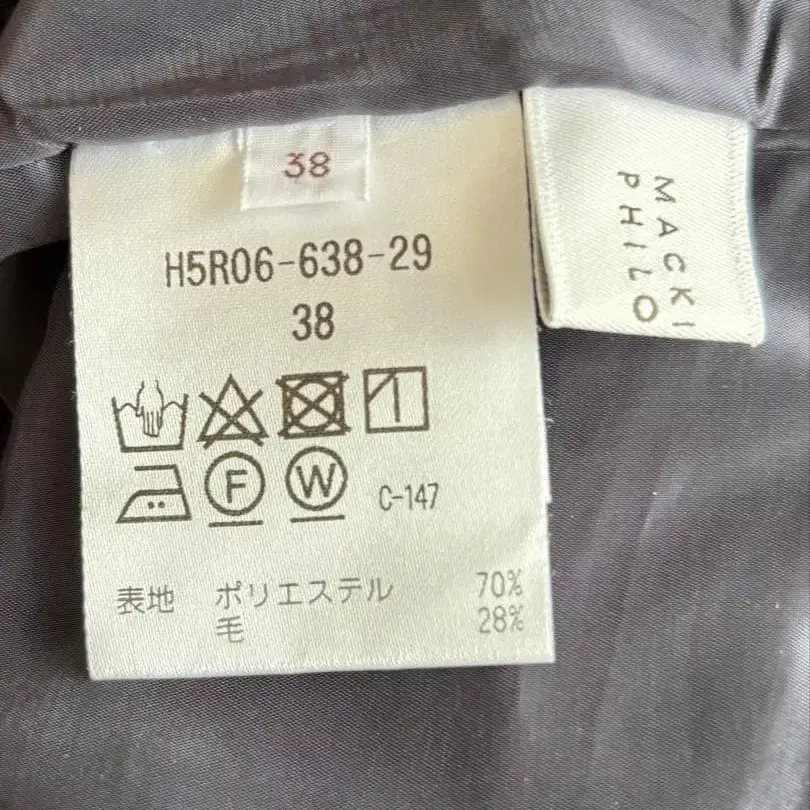 38
H5R06-638-29
38
F W C-147
表地 ポリエステル 70%
毛 28%
MACKI
PHILO